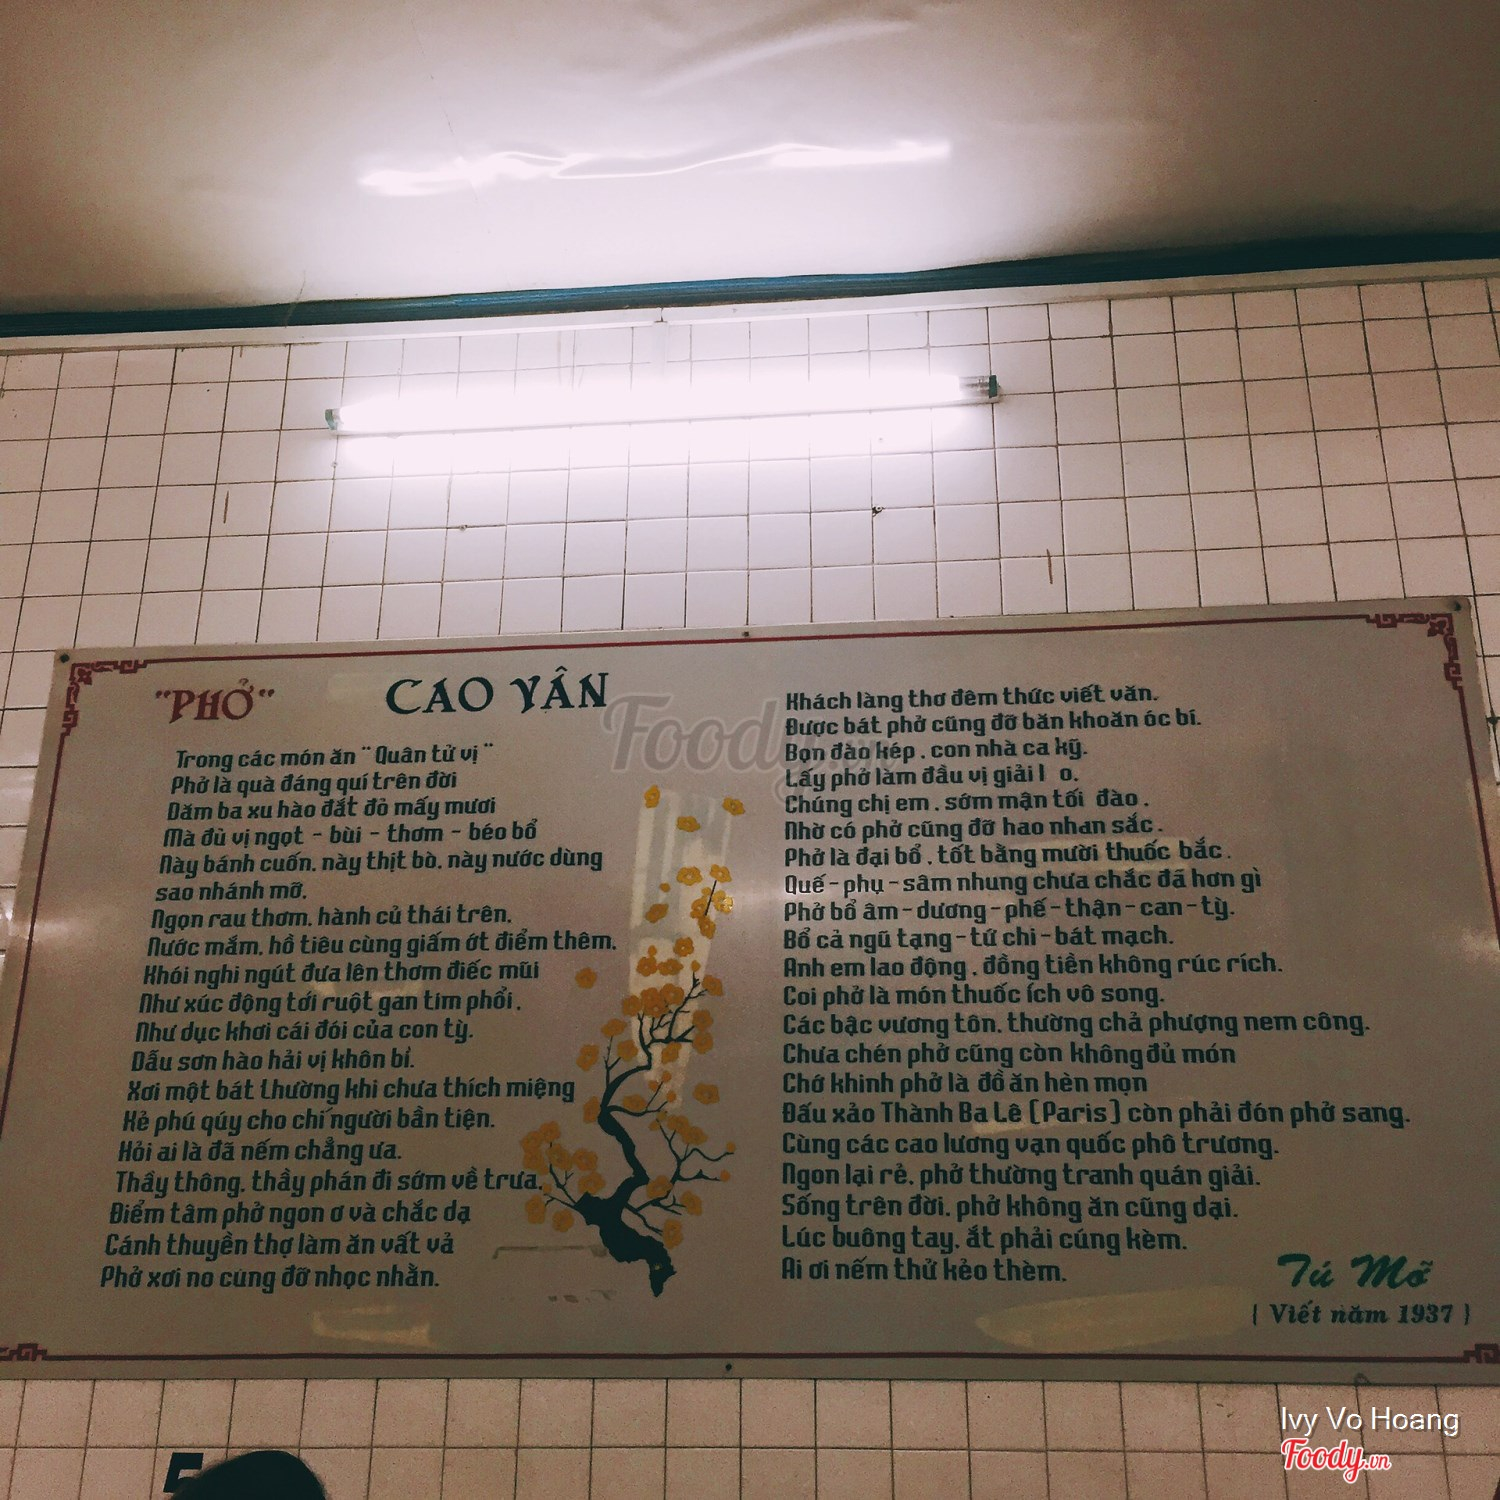 "PHỞ"
CAO VÂN
Trong các món ăn "Quân tử vị"
Phở là quà đáng quí trên đời
Dăm ba xu hào đắt đỏ mấy mươi
Mà đủ vị ngọt - bùi - thơm - béo bổ
Này bánh cuốn, này thịt bò, này nước dùng
sao nhánh mỡ.
Ngọn rau thơm, hành củ thái trên.
Nước mắm, hồ tiêu cùng giấm ớt điểm thêm.
Khói nghi ngút đưa lên thơm điếc mũi
Như xúc động tới ruột gan tim phổi,
Như dục khơi cái đói của con tỳ.
Dẫu sơn hào hải vị khôn bỉ.
Xơi một bát thường khi chưa thích miệng
Kẻ phú qúy cho chí người bần tiện.
Hỏi ai là đã nếm chẳng ưa.
Thầy thông, thầy phán đi sớm về trưa,
Điểm tâm phở ngon ơ và chắc dạ
Cánh thuyền thợ làm ăn vất vả
Phở xơi no cũng đỡ nhọc nhằn.
Khách làng thơ đêm thức viết văn.
Được bát phở cũng đỡ băn khoăn óc bí.
Bọn đào kép, con nhà ca kỹ.
Lấy phở làm đầu vị giải l o.
Chúng chị em, sớm mận tối đào.
Nhờ có phở cũng đỡ hao nhan sắc.
Phở là đại bổ, tốt bằng mười thuốc bắc.
Quế - phụ - sâm nhung chưa chắc đã hơn gì
Phở bổ âm - dương - phế - thận - can - tỳ.
Bổ cả ngũ tạng - tứ chi - bát mạch.
Anh em lao động, đồng tiền không rúc rích.
Coi phở là món thuốc ích vô song.
Các bậc vương tôn, thường chả phượng nem công.
Chưa chén phở cũng còn không đủ món
Chớ khinh phở là đồ ăn hèn mọn
Đấu xảo Thành Ba Lê (Paris) còn phải đón phở sang.
Cùng các cao lương vạn quốc phô trương.
Ngon lại rẻ, phở thường tranh quán giải.
Sống trên đời, phở không ăn cũng dại.
Lúc buông tay, ắt phải cúng kèm.
Ai ơi nếm thử kẻo thèm.
Tú Mỡ
( Viết năm 1937 )
Foody.vn
Ivy Vo Hoang
Foody.vn